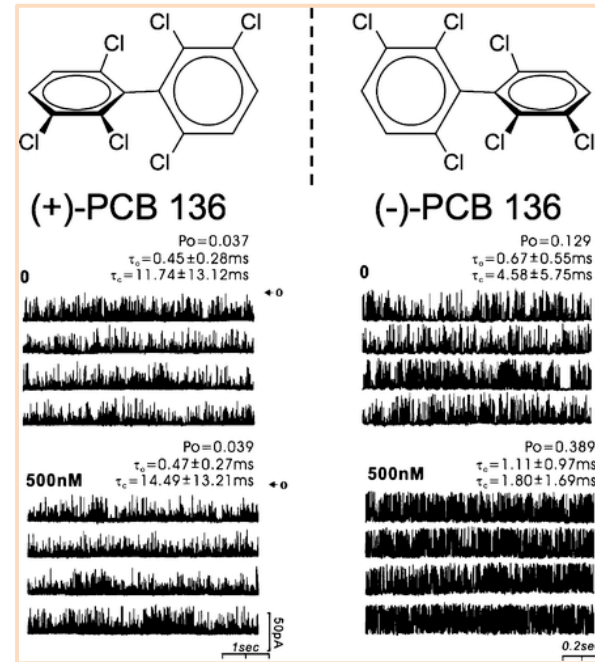 Cl Cl Cl
Cl Cl Cl
Cl Cl Cl
Cl Cl Cl
(+)-PCB 136
Po=0.037
τo=0.45±0.28ms
τc=11.74±13.12ms
0
←o
Po=0.039
τo=0.47±0.27ms
τc=14.49±13.21ms
500nM
←o
50pA
1sec
(-)-PCB 136
Po=0.129
τo=0.67±0.55ms
τc=4.58±5.75ms
0
Po=0.389
τo=1.11±0.97ms
τc=1.80±1.69ms
500nM